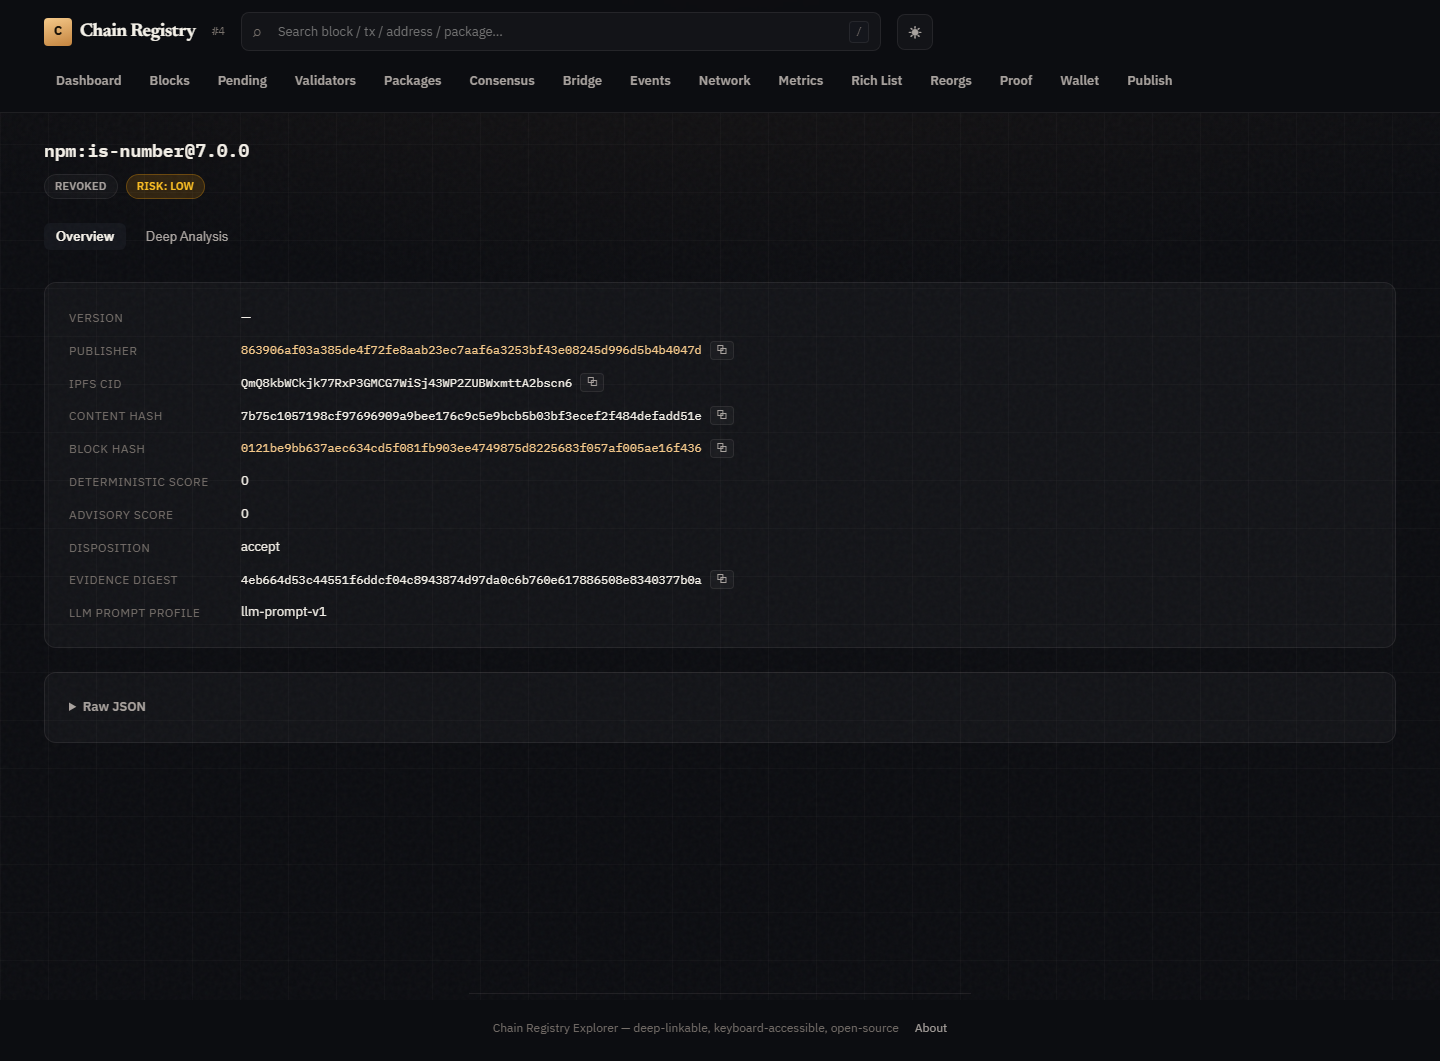 C Chain Registry #4 Search block / tx / address / package... /
Dashboard Blocks Pending Validators Packages Consensus Bridge Events Network Metrics Rich List Reorgs Proof Wallet Publish
npm:is-number@7.0.0
REVOKED RISK: LOW
Overview Deep Analysis
VERSION —
PUBLISHER 863906af03a385de4f72fe8aab23ec7aaf6a3253bf43e08245d996d5b4b4047d
IPFS CID QmQ8kbWCkjk77RxP3GMCG7WiSj43WP2ZUBWxmttA2bscn6
CONTENT HASH 7b75c1057198cf97696909a9bee176c9c5e9bcb5b03bf3ecef2f484defadd51e
BLOCK HASH 0121be9bb637aec634cd5f081fb903ee4749875d8225683f057af005ae16f436
DETERMINISTIC SCORE 0
ADVISORY SCORE 0
DISPOSITION accept
EVIDENCE DIGEST 4eb664d53c44551f6ddcf04c8943874d97da0c6b760e617886508e8340377b0a
LLM PROMPT PROFILE llm-prompt-v1
Raw JSON
Chain Registry Explorer — deep-linkable, keyboard-accessible, open-source About